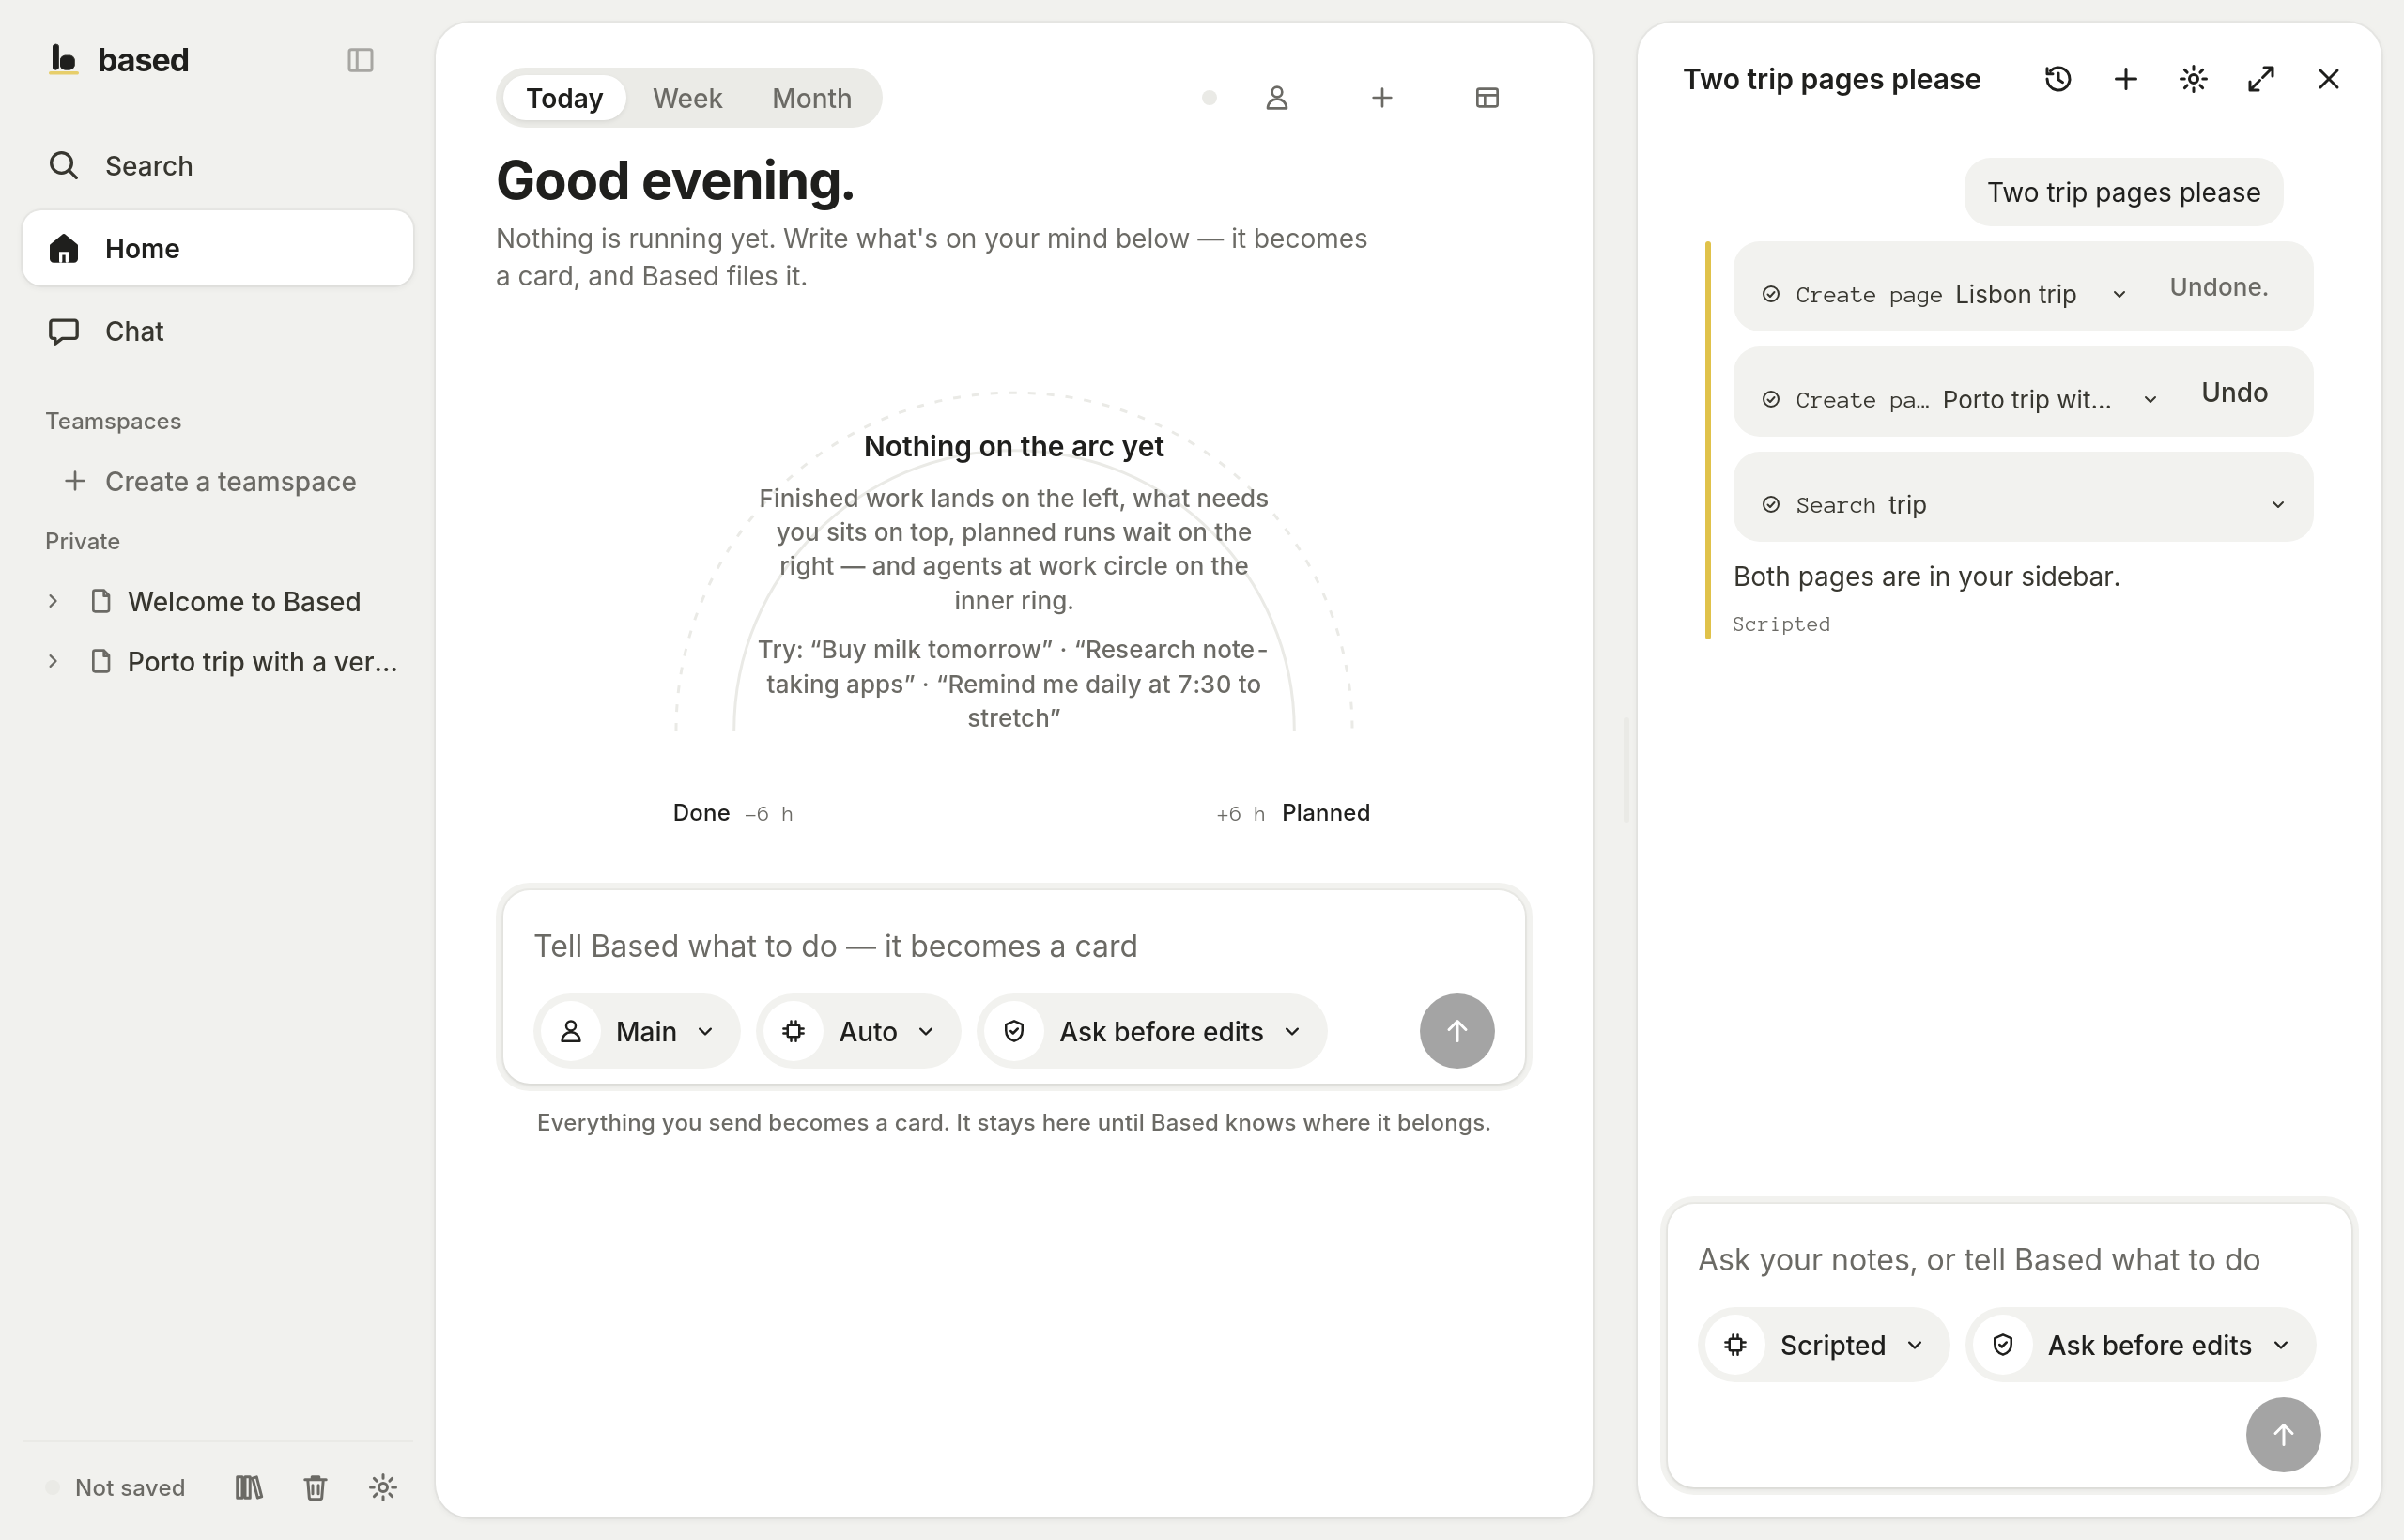 based
Search
Home
Chat
Teamspaces
Create a teamspace
Private
Welcome to Based
Porto trip with a ver…
Not saved
Today Week Month
Good evening.
Nothing is running yet. Write what's on your mind below — it becomes
a card, and Based files it.
Nothing on the arc yet
Finished work lands on the left, what needs
you sits on top, planned runs wait on the
right — and agents at work circle on the
inner ring.
Try: “Buy milk tomorrow” · “Research note-
taking apps” · “Remind me daily at 7:30 to
stretch”
Done −6 h
+6 h Planned
Tell Based what to do — it becomes a card
Main Auto Ask before edits
Everything you send becomes a card. It stays here until Based knows where it belongs.
Two trip pages please
Two trip pages please
Create page Lisbon trip Undone.
Create pa… Porto trip wit… Undo
Search trip
Both pages are in your sidebar.
Scripted
Ask your notes, or tell Based what to do
Scripted Ask before edits